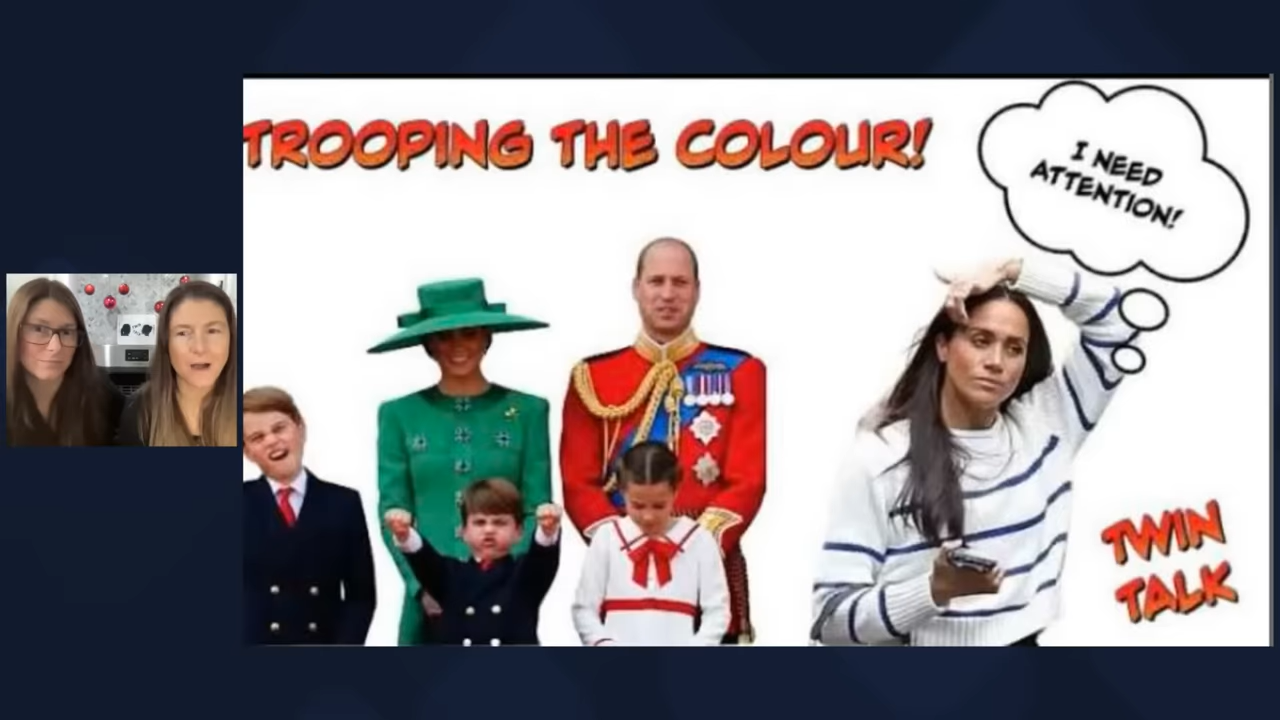 TROOPING THE COLOUR!
I NEED
ATTENTION!
TWIN
TALK